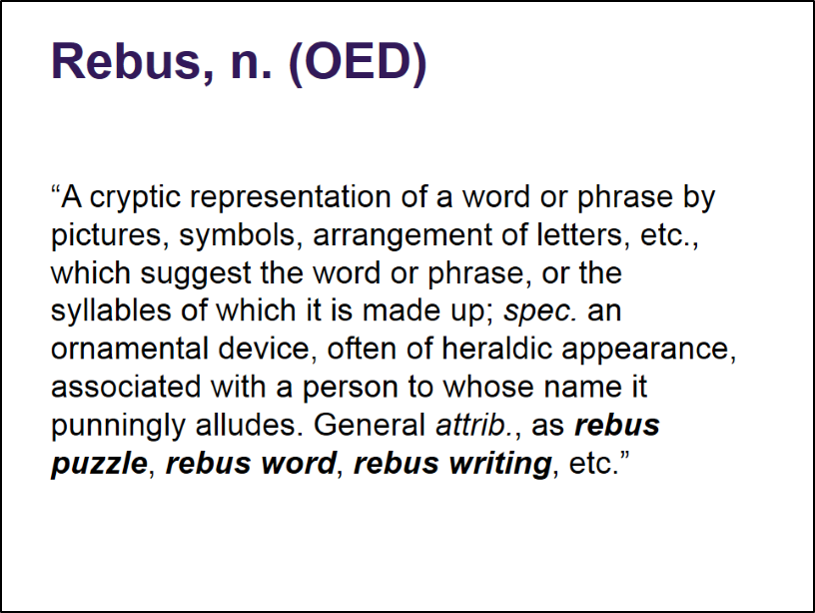 Rebus, n. (OED)
“A cryptic representation of a word or phrase by
pictures, symbols, arrangement of letters, etc.,
which suggest the word or phrase, or the
syllables of which it is made up; spec. an
ornamental device, often of heraldic appearance,
associated with a person to whose name it
punningly alludes. General attrib., as rebus
puzzle, rebus word, rebus writing, etc.”